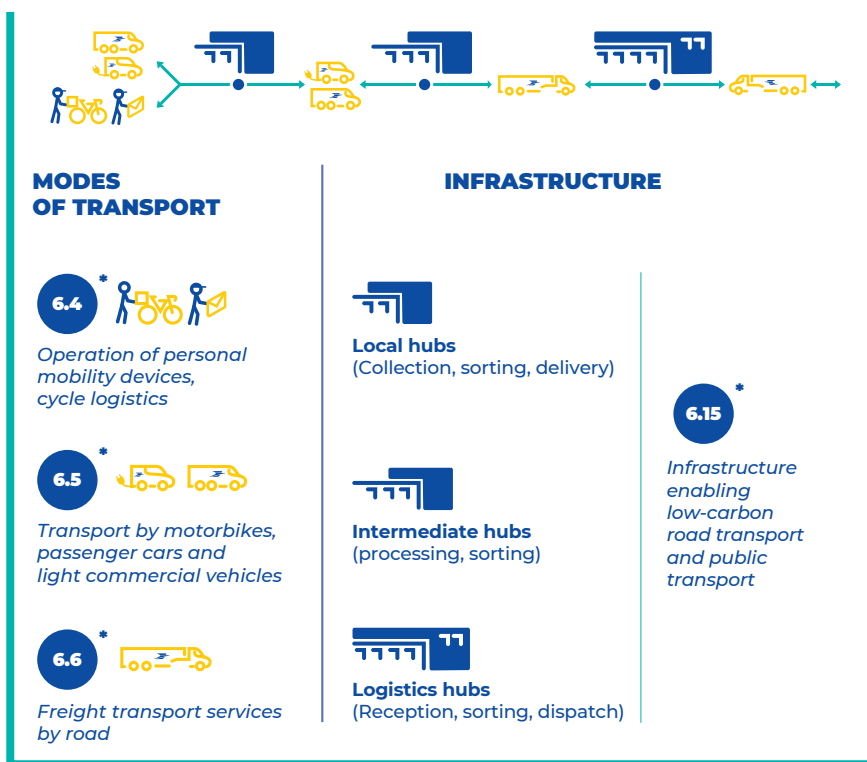 MODES
OF TRANSPORT
INFRASTRUCTURE
6.4*
Operation of personal
mobility devices,
cycle logistics
6.5*
Transport by motorbikes,
passenger cars and
light commercial vehicles
6.6*
Freight transport services
by road
Local hubs
(Collection, sorting, delivery)
Intermediate hubs
(processing, sorting)
Logistics hubs
(Reception, sorting, dispatch)
6.15*
Infrastructure
enabling
low-carbon
road transport
and public
transport